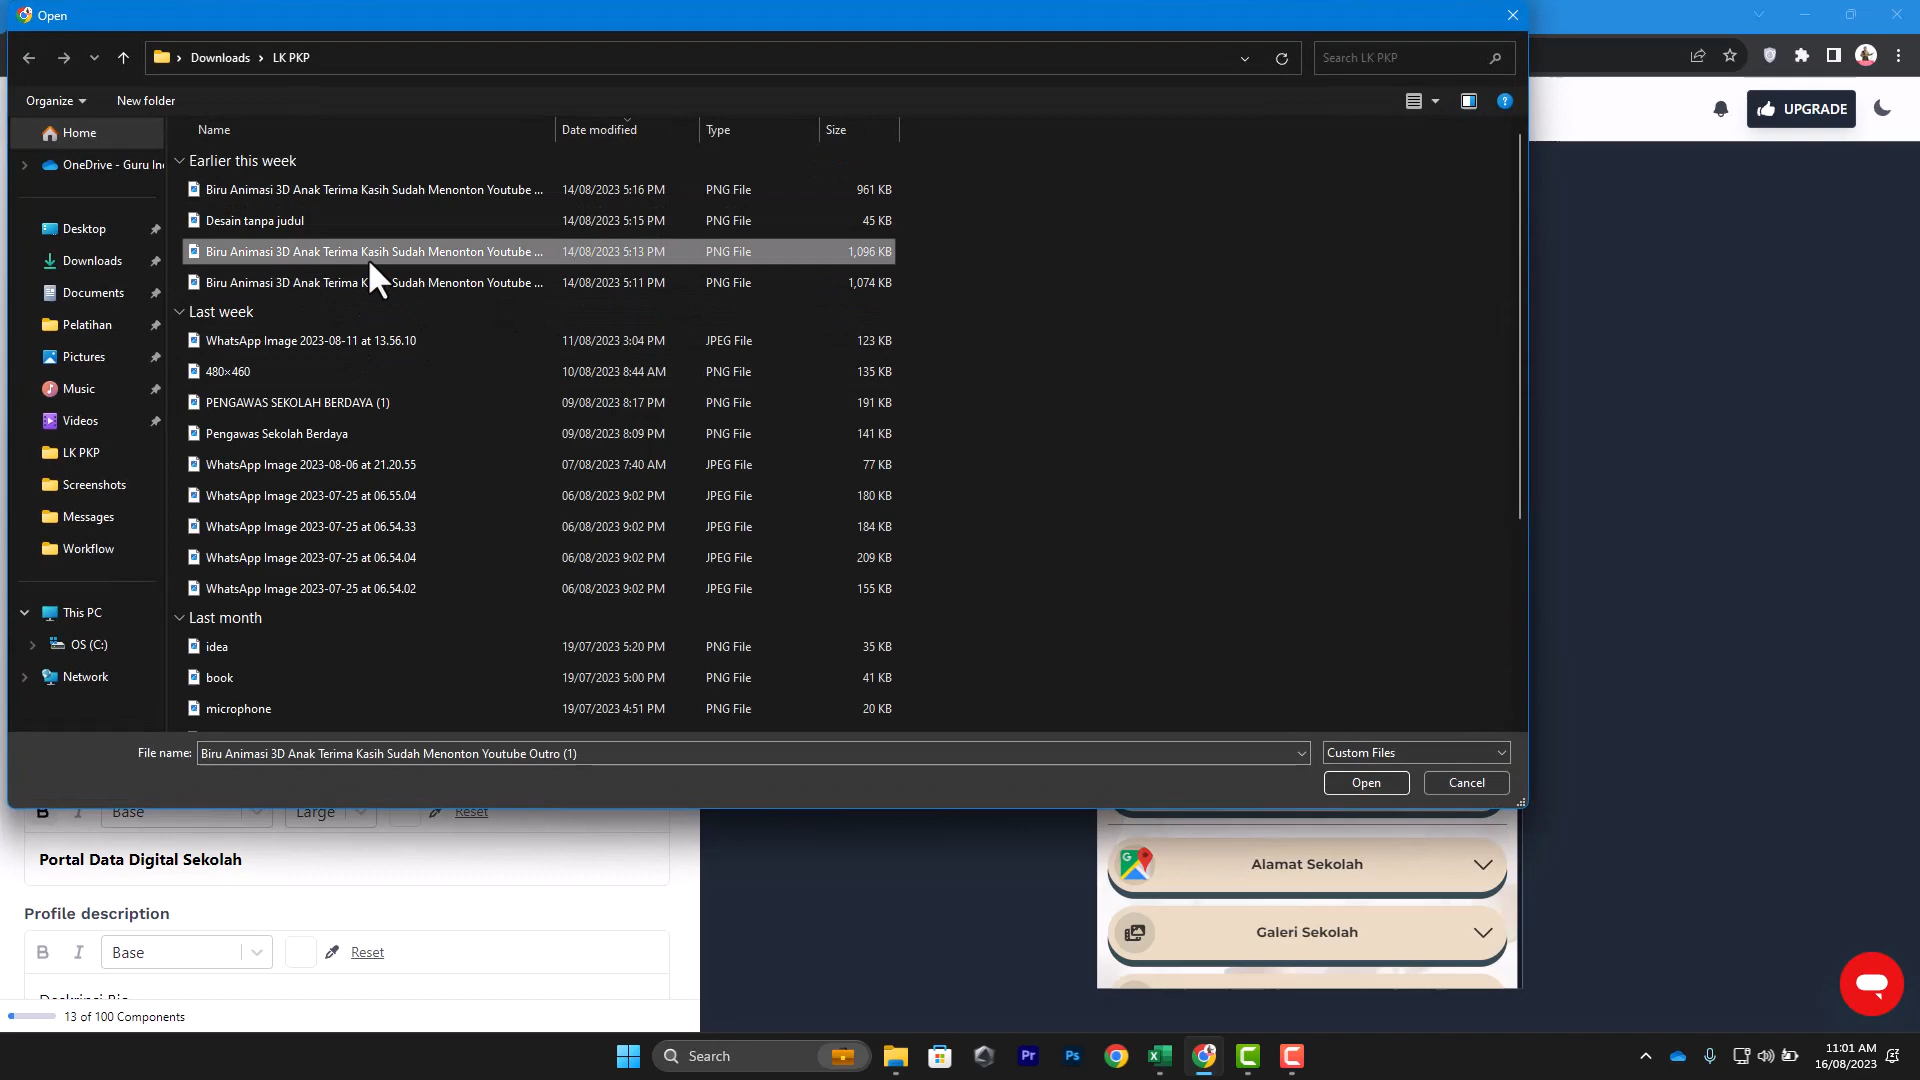 Open
Downloads
LK PKP
Search LK PKP
Organize
New folder
UPGRADE
Name
Date modified
Type
Size
Home
OneDrive - Guru In
Desktop
Downloads
Documents
Pelatihan
Pictures
Music
Videos
LK PKP
Screenshots
Messages
Workflow
This PC
OS (C:)
Network
Earlier this week
Biru Animasi 3D Anak Terima Kasih Sudah Menonton Youtube ... 14/08/2023 5:16 PM PNG File 961 KB
Desain tanpa judul 14/08/2023 5:15 PM PNG File 45 KB
Biru Animasi 3D Anak Terima Kasih Sudah Menonton Youtube ... 14/08/2023 5:13 PM PNG File 1,096 KB
Biru Animasi 3D Anak Terima K sih Sudah Menonton Youtube ... 14/08/2023 5:11 PM PNG File 1,074 KB
Last week
WhatsApp Image 2023-08-11 at 13.56.10 11/08/2023 3:04 PM JPEG File 123 KB
480×460 10/08/2023 8:44 AM PNG File 135 KB
PENGAWAS SEKOLAH BERDAYA (1) 09/08/2023 8:17 PM PNG File 191 KB
Pengawas Sekolah Berdaya 09/08/2023 8:09 PM PNG File 141 KB
WhatsApp Image 2023-08-06 at 21.20.55 07/08/2023 7:40 AM JPEG File 77 KB
WhatsApp Image 2023-07-25 at 06.55.04 06/08/2023 9:02 PM JPEG File 180 KB
WhatsApp Image 2023-07-25 at 06.54.33 06/08/2023 9:02 PM JPEG File 184 KB
WhatsApp Image 2023-07-25 at 06.54.04 06/08/2023 9:02 PM JPEG File 209 KB
WhatsApp Image 2023-07-25 at 06.54.02 06/08/2023 9:02 PM JPEG File 155 KB
Last month
idea 19/07/2023 5:20 PM PNG File 35 KB
book 19/07/2023 5:00 PM PNG File 41 KB
microphone 19/07/2023 4:51 PM PNG File 20 KB
File name: Biru Animasi 3D Anak Terima Kasih Sudah Menonton Youtube Outro (1)
Custom Files
Open
Cancel
B I Base Large Reset
Portal Data Digital Sekolah
Profile description
B I Base Reset
Deskripsi Bio
13 of 100 Components
Alamat Sekolah
Galeri Sekolah
Search
Pr
Ps
11:01 AM
16/08/2023